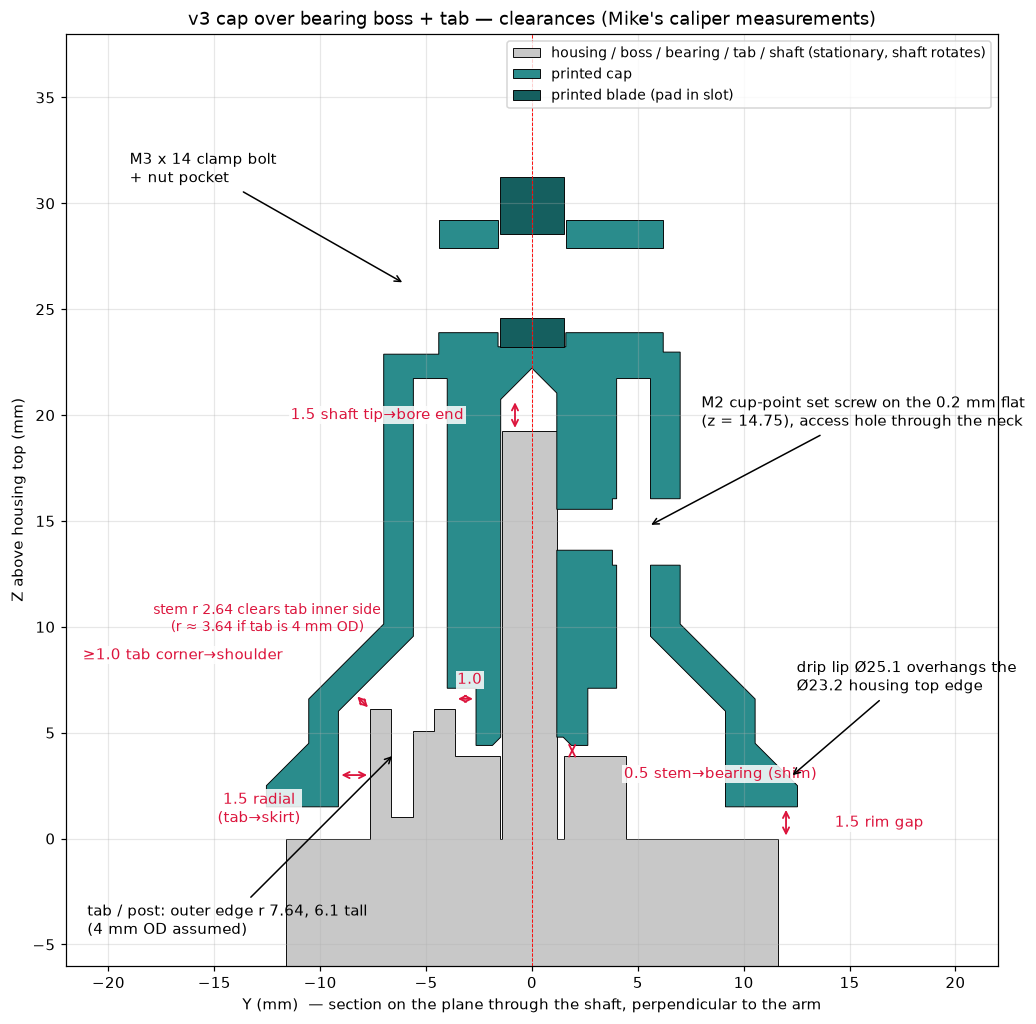 v3 cap over bearing boss + tab — clearances (Mike's caliper measurements)
housing / boss / bearing / tab / shaft (stationary, shaft rotates)
printed cap
printed blade (pad in slot)
M3 x 14 clamp bolt
+ nut pocket
1.5 shaft tip→bore end
M2 cup-point set screw on the 0.2 mm flat
(z = 14.75), access hole through the neck
stem r 2.64 clears tab inner side
(r ≈ 3.64 if tab is 4 mm OD)
≥1.0 tab corner→shoulder
1.0
drip lip Ø25.1 overhangs the
Ø23.2 housing top edge
0.5 stem→bearing (shim)
1.5 radial
(tab→skirt)
1.5 rim gap
tab / post: outer edge r 7.64, 6.1 tall
(4 mm OD assumed)
35
30
25
20
15
10
5
0
−5
Z above housing top (mm)
−20 −15 −10 −5 0 5 10 15 20
Y (mm) — section on the plane through the shaft, perpendicular to the arm